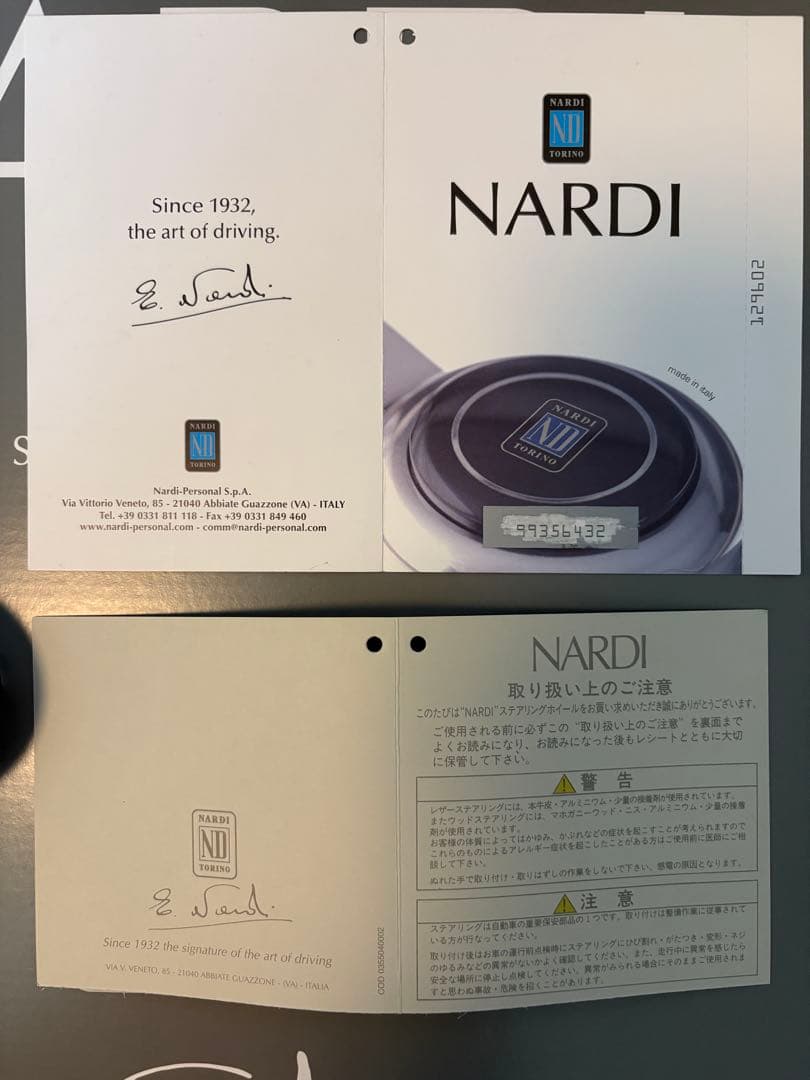 Since 1932,
the art of driving.
E. Nardi
NARDI
ND
TORINO
Nardi-Personal S.p.A.
Via Vittorio Veneto, 85 - 21040 Abbiate Guazzone (VA) - ITALY
Tel. +39 0331 811 118 - Fax +39 0331 849 460
www.nardi-personal.com - comm@nardi-personal.com
NARDI
ND
TORINO
NARDI
209621
made in italy
NARDI
ND
TORINO
99356432
NARDI
ND
TORINO
E. Nardi
Since 1932 the signature of the art of driving
VIA V. VENETO, 85 - 21040 ABBIATE GUAZZONE - (VA) - ITALIA
COD 0355040002
NARDI
取り扱い上のご注意
このたびは"NARDI"ステアリングホイールをお買い求めいただき誠にありがとうございます。
ご使用される前に必ずこの "取り扱い上のご注意" を裏面まで
よくお読みになり、お読みになった後もレシートとともに大切
に保管して下さい。
警 告
レザーステアリングには、本牛皮・アルミニウム・少量の接着剤が使用されています。
またウッドステアリングには、マホガニーウッド・ニス・アルミニウム・少量の接着
剤が使用されています。
お客様の体質によってはかゆみ、かぶれなどの症状を起こすことが考えられますので
これらのものによるアレルギー症状を起こしたことがある方はご使用前に医師にご相
談して下さい。
ぬれた手で取り付け・取りはずしの作業をしないで下さい、感電の原因となります。
注 意
ステアリングは自動車の重要保安部品の1つです。取り付けは整備作業に従事されて
いる方が行なってください。
取り付け後はお車の運行前点検時にステアリングにひび割れ・がたつき・変形・ネジ
のゆるみなどの異常がないかよく確認してください。また、走行中に異常を感じたら
安全な場所に停止し点検してください。異常がみられる場合にそのままご使用されま
すと思わぬ事故・危険を招くことがあります。